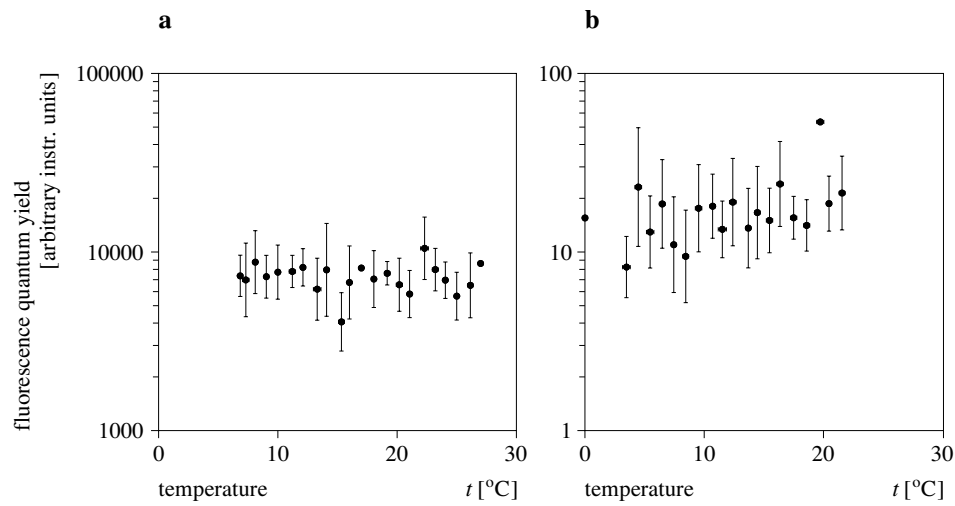 a
b
fluorescence quantum yield
[arbitrary instr. units]
100000
10000
1000
0
10
20
30
temperature
t [°C]
100
10
1
0
10
20
30
temperature
t [°C]